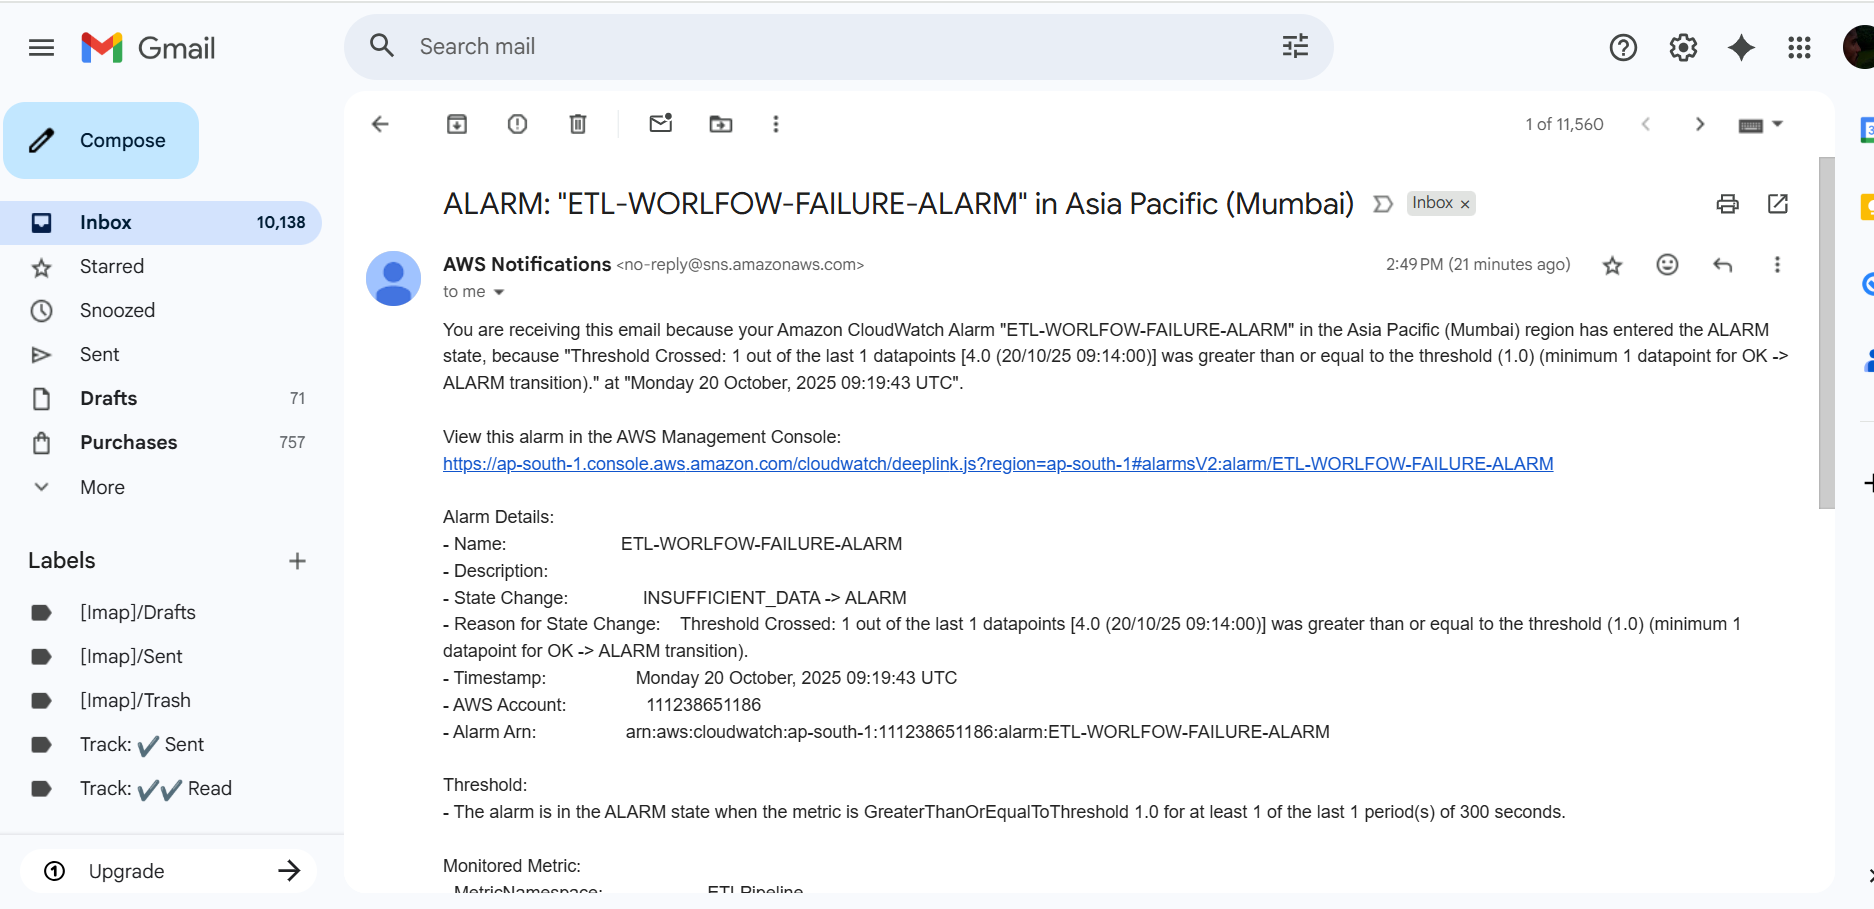 Gmail
Search mail
Compose
1 of 11,560
Inbox 10,138
Starred
Snoozed
Sent
Drafts 71
Purchases 757
More
Labels
[Imap]/Drafts
[Imap]/Sent
[Imap]/Trash
Track: ✔ Sent
Track: ✔✔ Read
Upgrade
ALARM: "ETL-WORLFOW-FAILURE-ALARM" in Asia Pacific (Mumbai) Inbox ×
AWS Notifications <no-reply@sns.amazonaws.com> 2:49 PM (21 minutes ago)
to me
You are receiving this email because your Amazon CloudWatch Alarm "ETL-WORLFOW-FAILURE-ALARM" in the Asia Pacific (Mumbai) region has entered the ALARM
state, because "Threshold Crossed: 1 out of the last 1 datapoints [4.0 (20/10/25 09:14:00)] was greater than or equal to the threshold (1.0) (minimum 1 datapoint for OK ->
ALARM transition)." at "Monday 20 October, 2025 09:19:43 UTC".
View this alarm in the AWS Management Console:
https://ap-south-1.console.aws.amazon.com/cloudwatch/deeplink.js?region=ap-south-1#alarmsV2:alarm/ETL-WORLFOW-FAILURE-ALARM
Alarm Details:
- Name: ETL-WORLFOW-FAILURE-ALARM
- Description:
- State Change: INSUFFICIENT_DATA -> ALARM
- Reason for State Change: Threshold Crossed: 1 out of the last 1 datapoints [4.0 (20/10/25 09:14:00)] was greater than or equal to the threshold (1.0) (minimum 1
datapoint for OK -> ALARM transition).
- Timestamp: Monday 20 October, 2025 09:19:43 UTC
- AWS Account: 111238651186
- Alarm Arn: arn:aws:cloudwatch:ap-south-1:111238651186:alarm:ETL-WORLFOW-FAILURE-ALARM
Threshold:
- The alarm is in the ALARM state when the metric is GreaterThanOrEqualToThreshold 1.0 for at least 1 of the last 1 period(s) of 300 seconds.
Monitored Metric:
- MetricNamespace: ETLPipeline